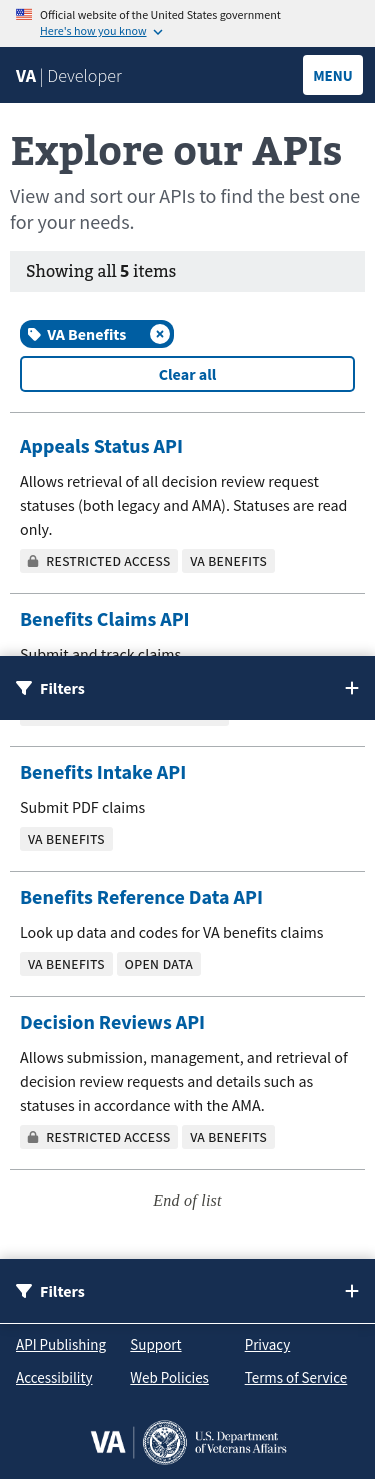 Official website of the United States government
Here's how you know
VA | Developer
MENU
Explore our APIs
View and sort our APIs to find the best one
for your needs.
Showing all 5 items
VA Benefits
Clear all
Appeals Status API
Allows retrieval of all decision review request
statuses (both legacy and AMA). Statuses are read
only.
RESTRICTED ACCESS VA BENEFITS
Benefits Claims API
Submit and track claims
Filters
Benefits Intake API
Submit PDF claims
VA BENEFITS
Benefits Reference Data API
Look up data and codes for VA benefits claims
VA BENEFITS OPEN DATA
Decision Reviews API
Allows submission, management, and retrieval of
decision review requests and details such as
statuses in accordance with the AMA.
RESTRICTED ACCESS VA BENEFITS
End of list
Filters
API Publishing Support Privacy
Accessibility Web Policies Terms of Service
VA U.S. Department
of Veterans Affairs